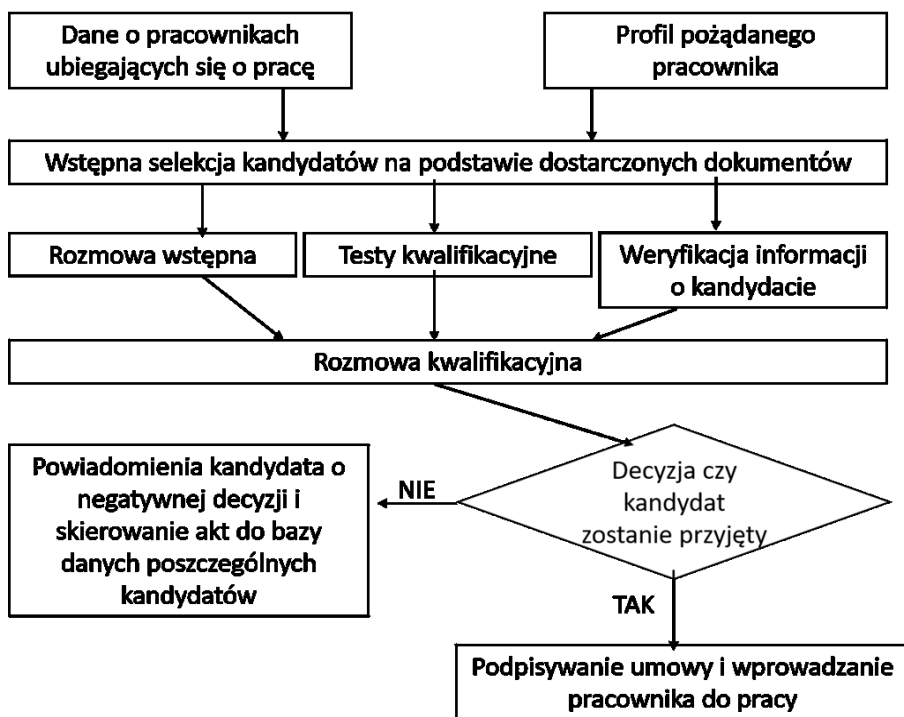 Dane o pracownikach
ubiegających się o pracę
Profil pożądanego
pracownika
Wstępna selekcja kandydatów na podstawie dostarczonych dokumentów
Rozmowa wstępna
Testy kwalifikacyjne
Weryfikacja informacji
o kandydacie
Rozmowa kwalifikacyjna
Decyzja czy
kandydat
zostanie przyjęty
NIE
Powiadomienia kandydata o
negatywnej decyzji i
skierowanie akt do bazy
danych poszczególnych
kandydatów
TAK
Podpisywanie umowy i wprowadzanie
pracownika do pracy